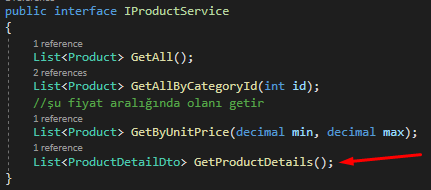 public interface IProductService
{
1 reference
List<Product> GetAll();
2 references
List<Product> GetAllByCategoryId(int id);
//şu fiyat aralığında olanı getir
1 reference
List<Product> GetByUnitPrice(decimal min, decimal max);
1 reference
List<ProductDetailDto> GetProductDetails();
}